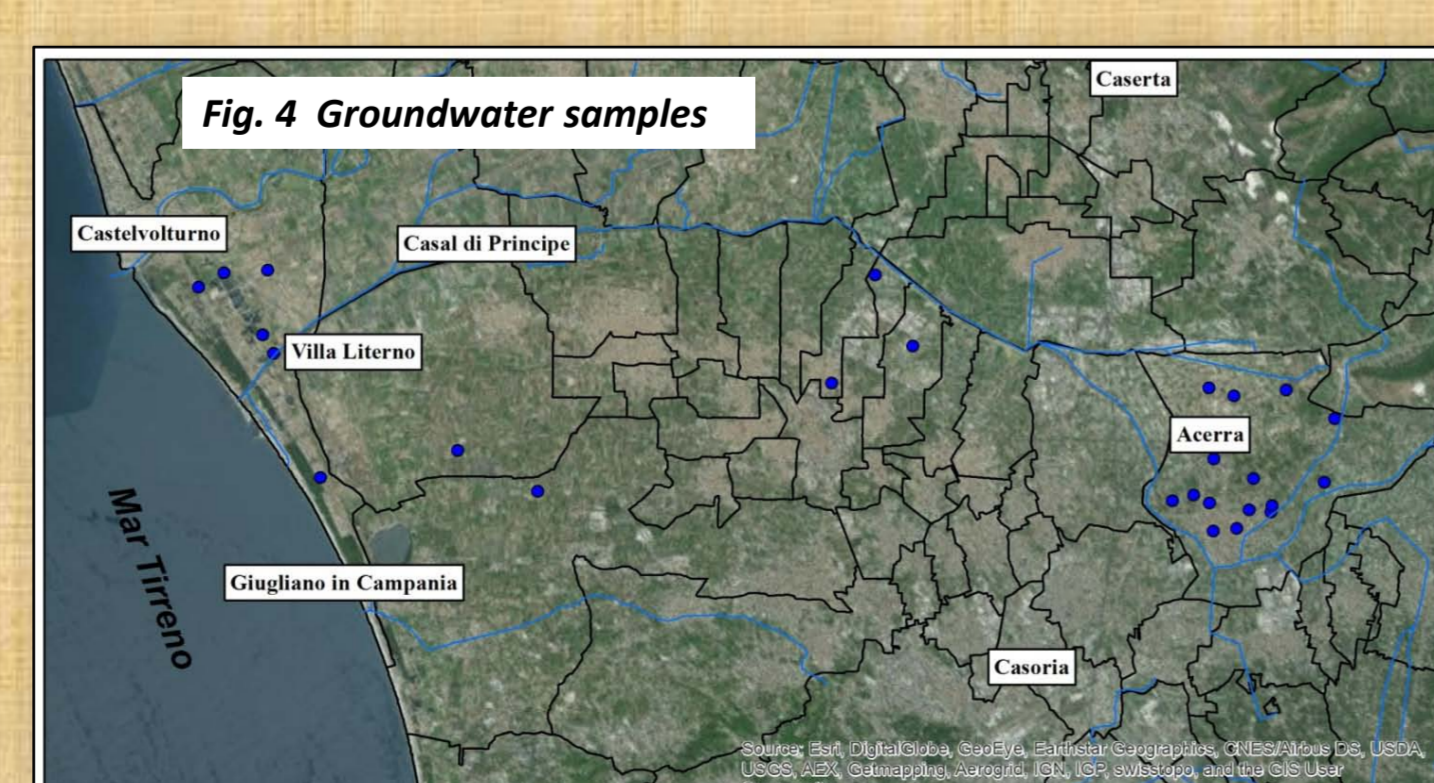 Fig. 4 Groundwater samples
Caserta
Castelvolturno
Casal di Principe
Villa Literno
Acerra
Giugliano in Campania
Mar Tirreno
Casoria
Source: Esri, DigitalGlobe, GeoEye, Earthstar Geographics, CNES/Airbus DS, USDA,
USGS, AEX, Getmapping, Aerogrid, IGN, IGP, swisstopo, and the GIS User